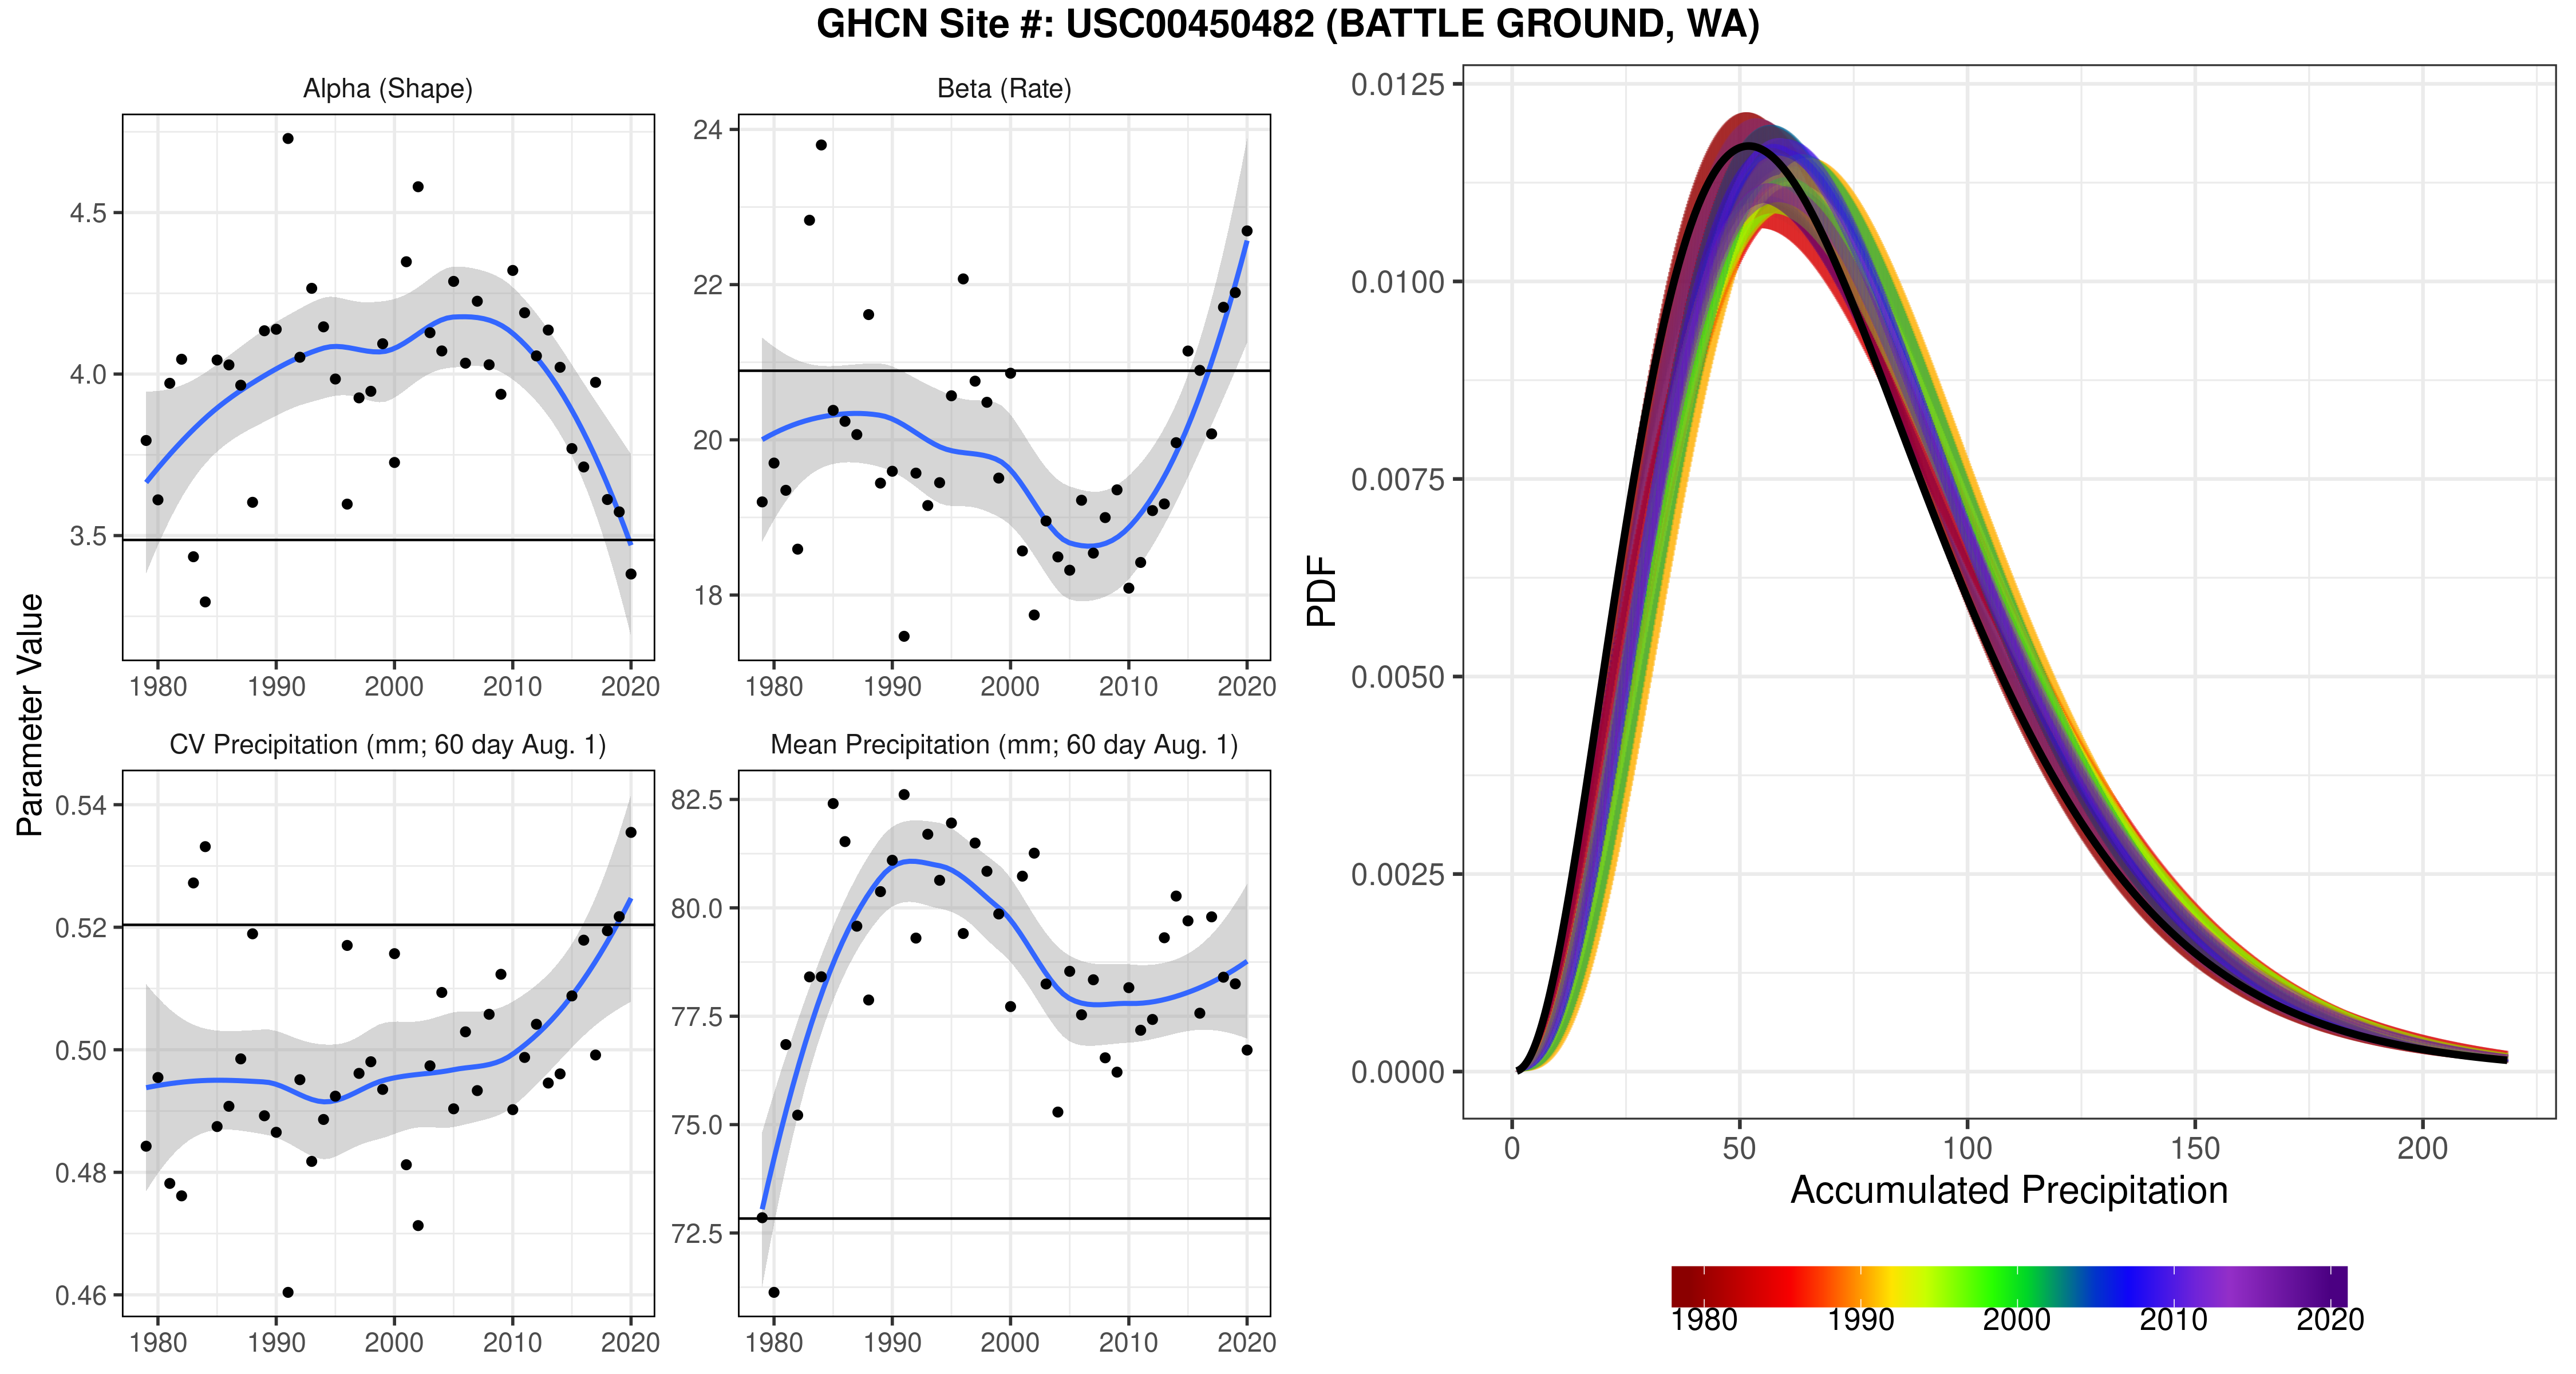 GHCN Site #: USC00450482 (BATTLE GROUND, WA)
Alpha (Shape)
4.5
4.0
3.5
1980 1990 2000 2010 2020
Beta (Rate)
24
22
20
18
1980 1990 2000 2010 2020
Parameter Value
CV Precipitation (mm; 60 day Aug. 1)
0.54
0.52
0.50
0.48
0.46
1980 1990 2000 2010 2020
Mean Precipitation (mm; 60 day Aug. 1)
82.5
80.0
77.5
75.0
72.5
1980 1990 2000 2010 2020
PDF
0.0125
0.0100
0.0075
0.0050
0.0025
0.0000
0 50 100 150 200
Accumulated Precipitation
1980 1990 2000 2010 2020